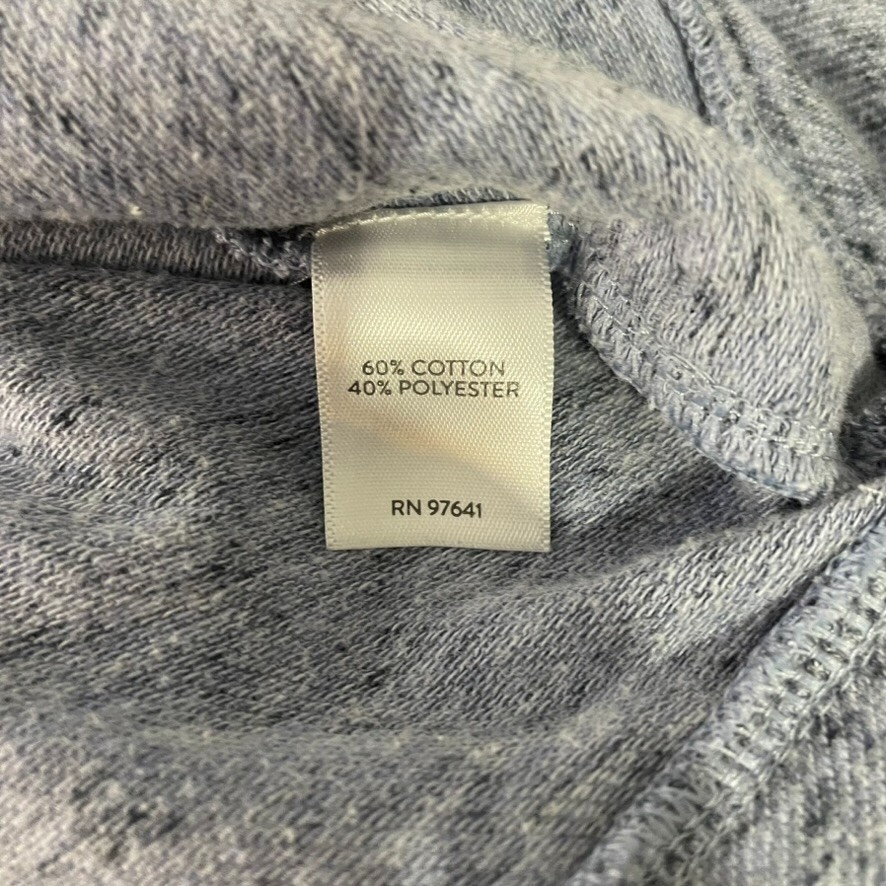 60% COTTON
40% POLYESTER
RN 97641